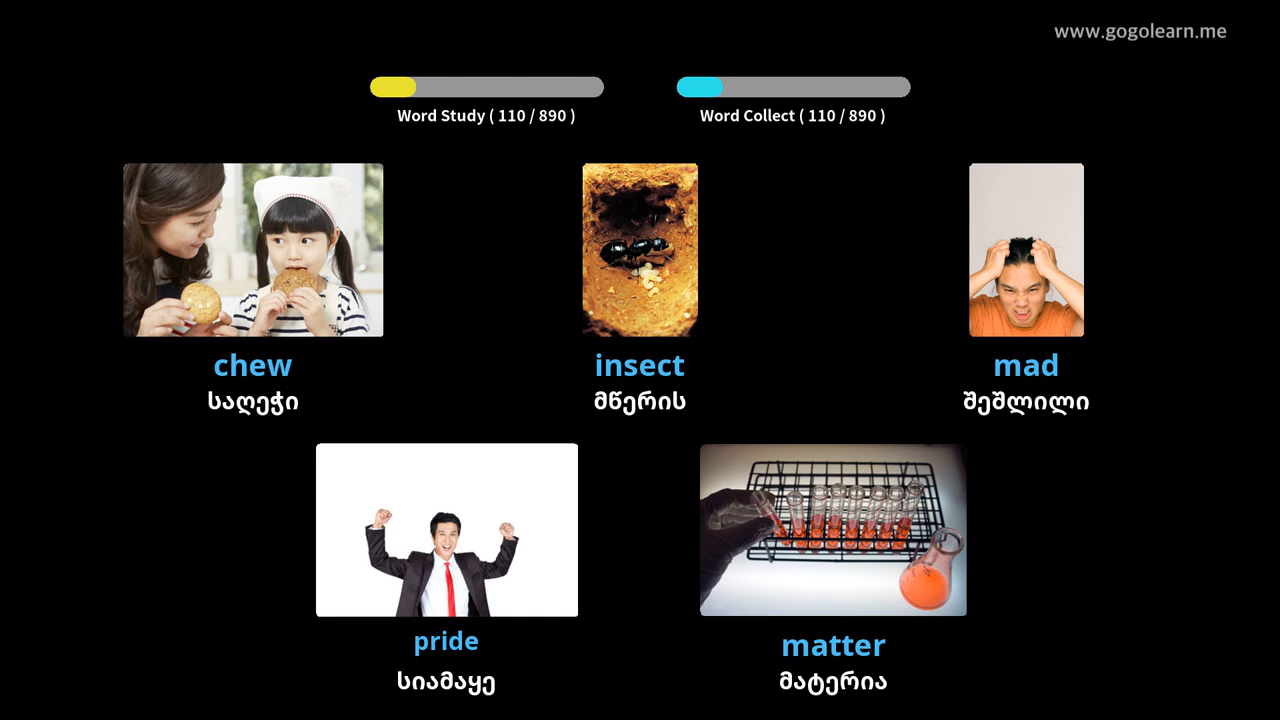 www.gogolearn.me
Word Study ( 110 / 890 )
Word Collect ( 110 / 890 )
chew
საღეჭი
insect
მწერის
mad
შეშლილი
pride
სიამაყე
matter
მატერია